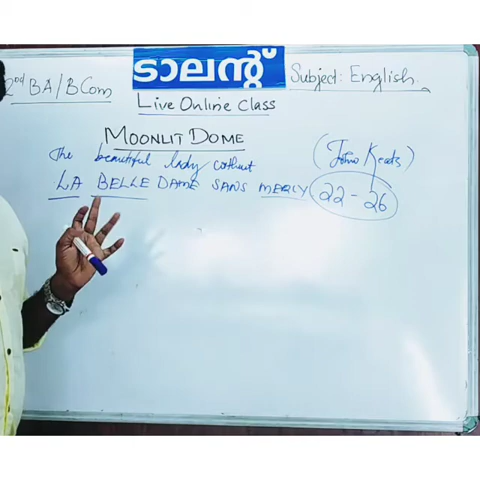 ടാലന്റ്
2nd BA/BCom
Subject: English.
Live Online Class
MOONLIT DOME
The beautiful lady without
(John Keats)
LA BELLE DAME SANS MERCY
22-26